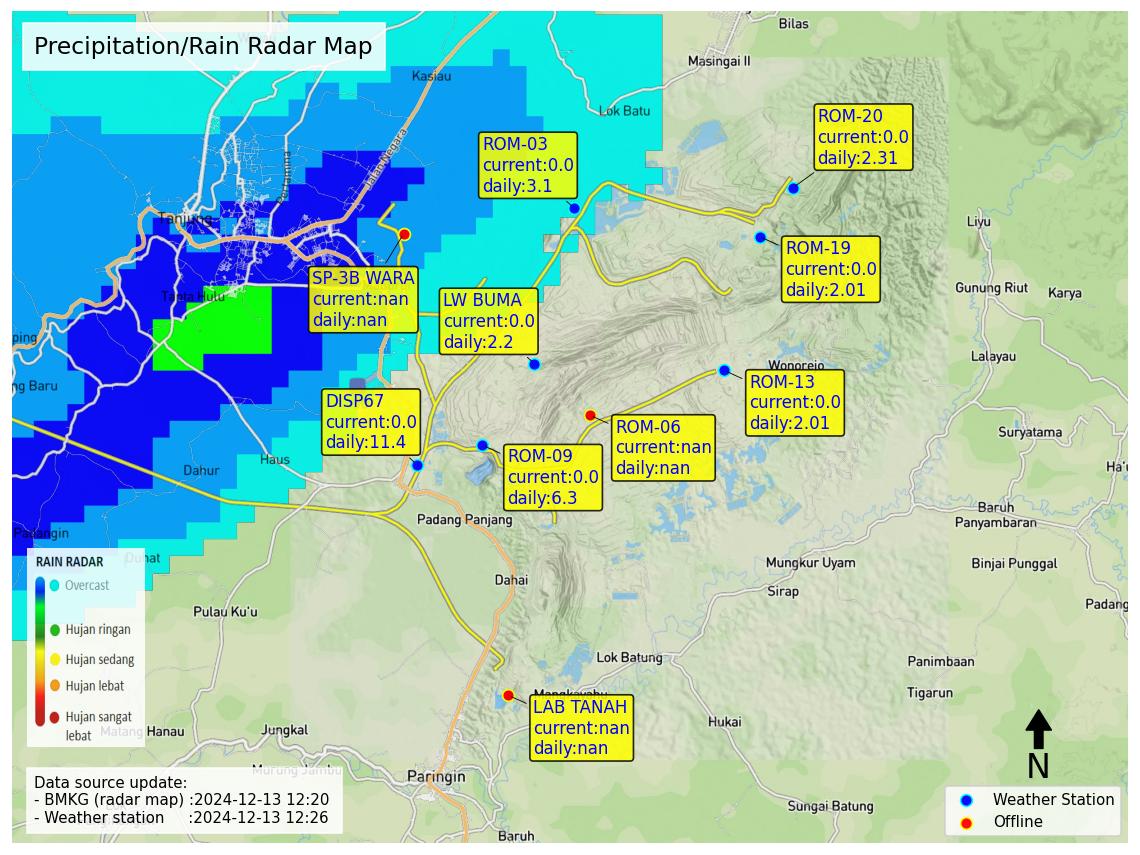 Precipitation/Rain Radar Map
Bilas
Masingai II
Kasiau
Lok Batu
ROM-20
current:0.0
daily:2.31
ROM-03
current:0.0
daily:3.1
Jalan Negara
Tanjung
Liyu
ROM-19
current:0.0
daily:2.01
SP-3B WARA
current:nan
daily:nan
Tanta Hulu
LW BUMA
current:0.0
daily:2.2
Gunung Riut
Karya
ping
Lalayau
Wonorejo
ng Baru
ROM-13
current:0.0
daily:2.01
DISP67
current:0.0
daily:11.4
ROM-06
current:nan
daily:nan
Suryatama
ROM-09
current:0.0
daily:6.3
Haus
Dahur
Ha'u
Baruh
Panyambaran
Padang Panjang
Padangin
Duhat
Mungkur Uyam
Binjai Punggal
Dahai
Sirap
Padang
Pulau Ku'u
RAIN RADAR
Overcast
Hujan ringan
Hujan sedang
Hujan lebat
Hujan sangat
lebat
Lok Batung
Panimbaan
Tigarun
Mangkayahu
LAB TANAH
current:nan
daily:nan
Hukai
Matang Hanau
Jungkal
Murung Jambu
Paringin
Sungai Batung
Baruh
Data source update:
- BMKG (radar map) :2024-12-13 12:20
- Weather station :2024-12-13 12:26
N
Weather Station
Offline